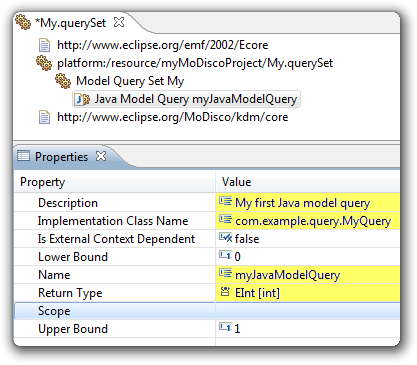 *My.querySet
http://www.eclipse.org/emf/2002/Ecore
platform:/resource/myMoDiscoProject/My.querySet
Model Query Set My
Java Model Query myJavaModelQuery
http://www.eclipse.org/MoDisco/kdm/core
Properties
Property Value
Description My first Java model query
Implementation Class Name com.example.query.MyQuery
Is External Context Dependent false
Lower Bound 0
Name myJavaModelQuery
Return Type EInt [int]
Scope
Upper Bound 1